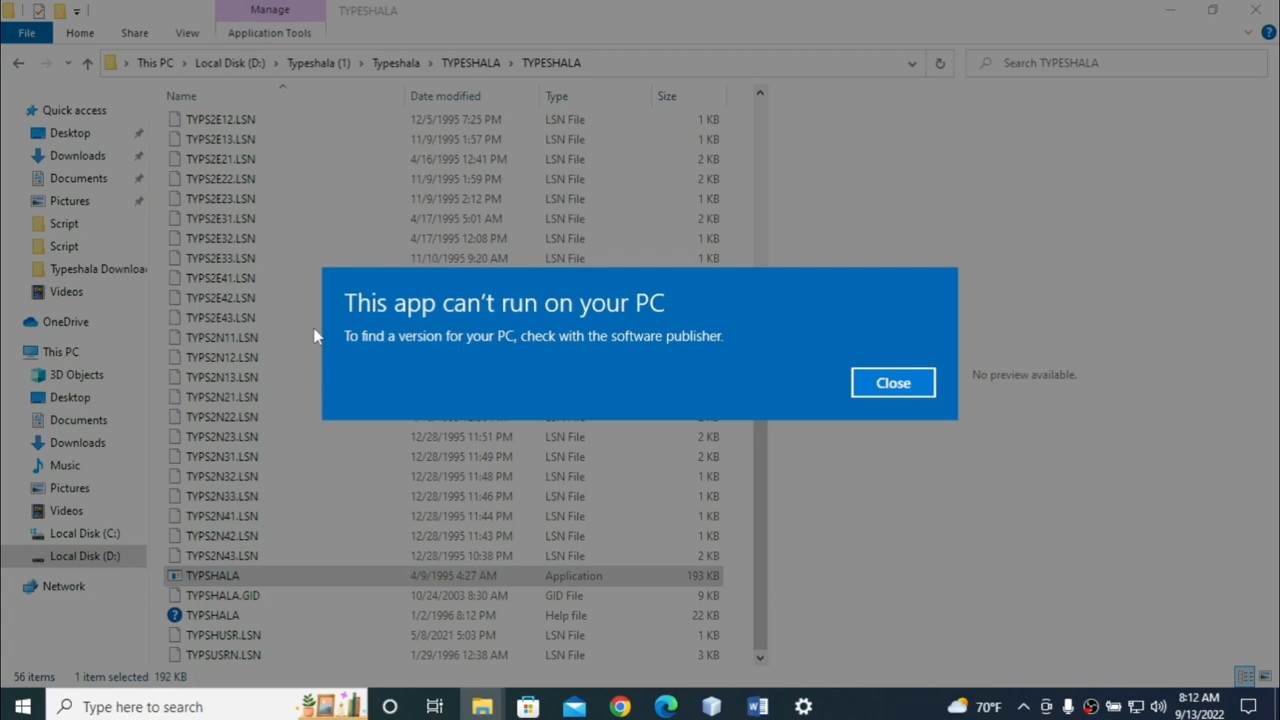 Manage
TYPESHALA
File
Home
Share
View
Application Tools
This PC
Local Disk (D:)
Typeshala (1)
Typeshala
TYPESHALA
TYPESHALA
Search TYPESHALA
Quick access
Desktop
Downloads
Documents
Pictures
Script
Script
Typeshala Downloa
Videos
OneDrive
This PC
3D Objects
Desktop
Documents
Downloads
Music
Pictures
Videos
Local Disk (C:)
Local Disk (D:)
Network
Name Date modified Type Size
TYPS2E12.LSN 12/5/1995 7:25 PM LSN File 1 KB
TYPS2E13.LSN 11/9/1995 1:57 PM LSN File 1 KB
TYPS2E21.LSN 4/16/1995 12:41 PM LSN File 2 KB
TYPS2E22.LSN 11/9/1995 1:59 PM LSN File 2 KB
TYPS2E23.LSN 11/9/1995 2:12 PM LSN File 1 KB
TYPS2E31.LSN 4/17/1995 5:01 AM LSN File 2 KB
TYPS2E32.LSN 4/17/1995 12:08 PM LSN File 1 KB
TYPS2E33.LSN 11/10/1995 9:20 AM LSN File 1 KB
TYPS2E41.LSN
TYPS2E42.LSN
TYPS2E43.LSN
TYPS2N11.LSN
TYPS2N12.LSN
TYPS2N13.LSN
TYPS2N21.LSN
TYPS2N22.LSN
TYPS2N23.LSN 12/28/1995 11:51 PM LSN File 2 KB
TYPS2N31.LSN 12/28/1995 11:49 PM LSN File 2 KB
TYPS2N32.LSN 12/28/1995 11:48 PM LSN File 1 KB
TYPS2N33.LSN 12/28/1995 11:46 PM LSN File 1 KB
TYPS2N41.LSN 12/28/1995 11:44 PM LSN File 1 KB
TYPS2N42.LSN 12/28/1995 11:43 PM LSN File 1 KB
TYPS2N43.LSN 12/28/1995 10:38 PM LSN File 2 KB
TYPSHALA 4/9/1995 4:27 AM Application 193 KB
TYPSHALA.GID 10/24/2003 8:30 AM GID File 9 KB
TYPSHALA 1/2/1996 8:12 PM Help file 22 KB
TYPSHUSR.LSN 5/8/2021 5:03 PM LSN File 1 KB
TYPSUSRN.LSN 1/29/1996 12:38 AM LSN File 3 KB
This app can't run on your PC
To find a version for your PC, check with the software publisher.
Close
No preview available.
56 items 1 item selected 192 KB
Type here to search
70°F
8:12 AM
9/13/2022